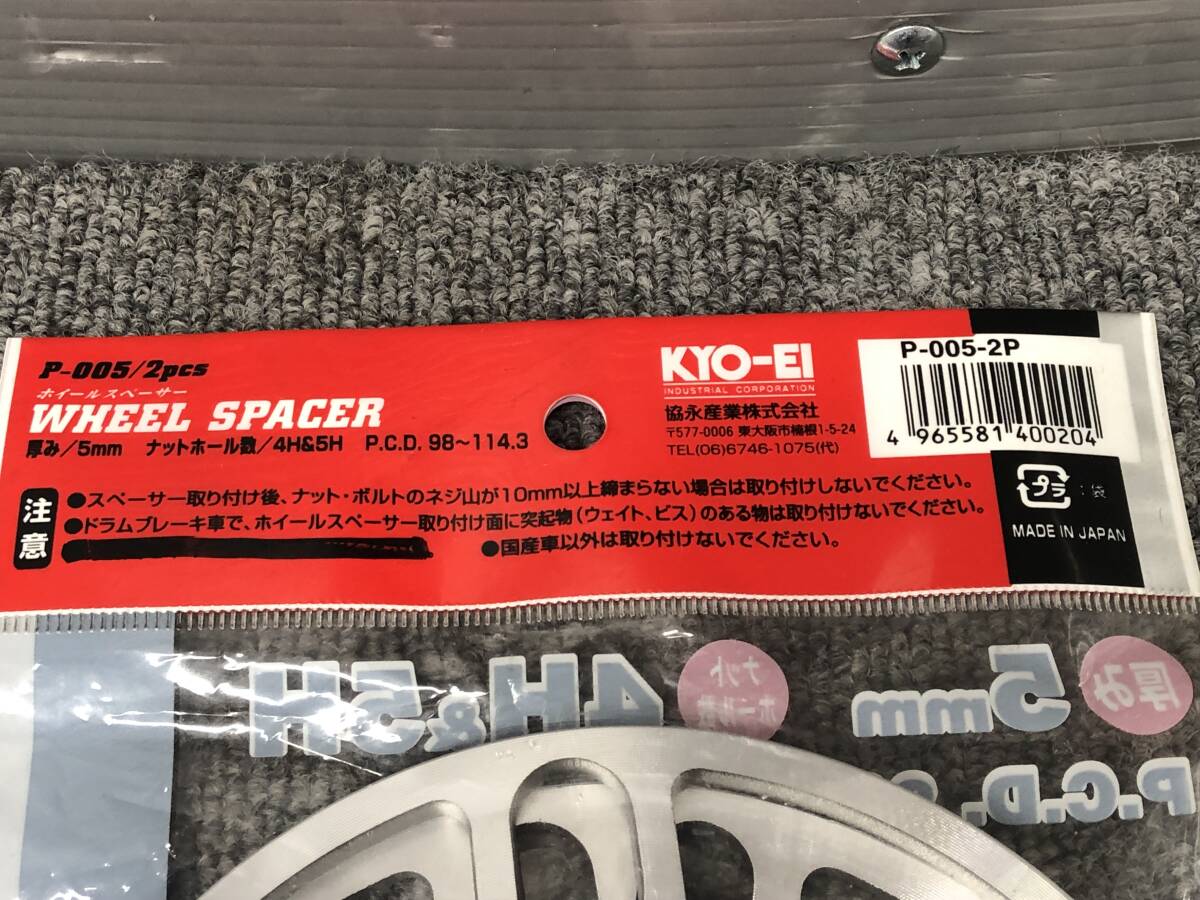 P-005/2pcs
ホイールスペーサー
WHEEL SPACER
厚み/5mm ナットホール数/4H&5H P.C.D. 98～114.3
KYO-EI
INDUSTRIAL CORPORATION
協永産業株式会社
〒577-0006 東大阪市楠根1-5-24
TEL(06)6746-1075(代)
P-005-2P
4 965581 400204
プラ :袋
MADE IN JAPAN
注意
●スペーサー取り付け後、ナット・ボルトのネジ山が10mm以上締まらない場合は取り付けしないでください。
●ドラムブレーキ車で、ホイールスペーサー取り付け面に突起物(ウェイト、ビス)のある物は取り付けないでください。
●国産車以外は取り付けないでください。
厚み
5mm
ナットホール数
4H&5H
P.C.D.